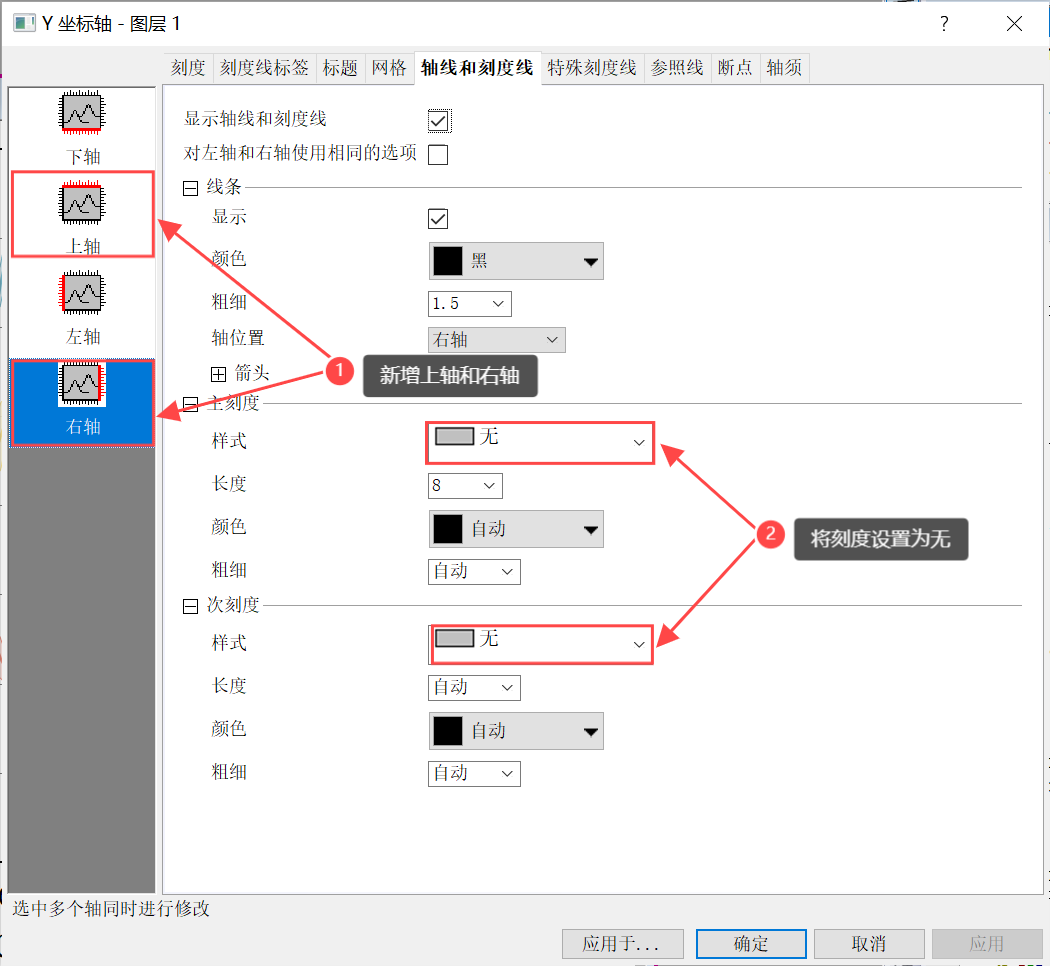 Y 坐标轴 - 图层 1
?
刻度 刻度线标签 标题 网格 轴线和刻度线 特殊刻度线 参照线 断点 轴须
下轴
上轴
左轴
右轴
显示轴线和刻度线
对左轴和右轴使用相同的选项
线条
显示
颜色 黑
粗细 1.5
轴位置 右轴
箭头
1 新增上轴和右轴
主刻度
样式 无
长度 8
颜色 自动
2 将刻度设置为无
粗细 自动
次刻度
样式 无
长度 自动
颜色 自动
粗细 自动
选中多个轴同时进行修改
应用于... 确定 取消 应用